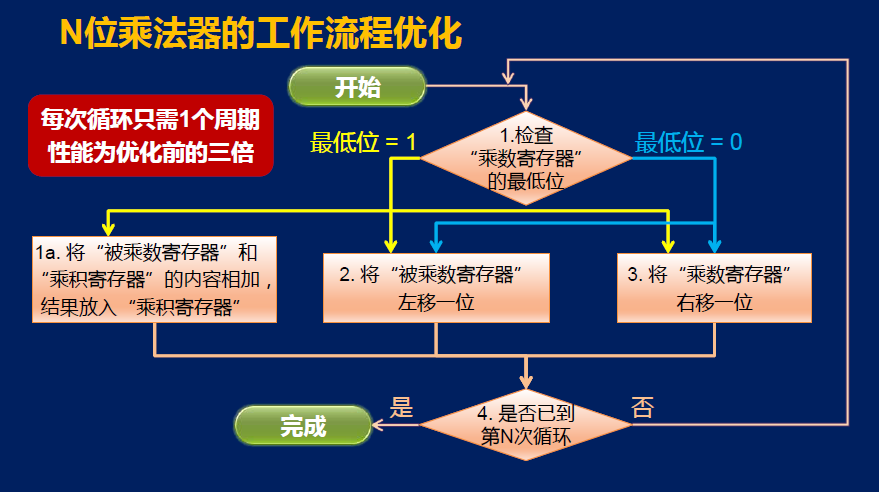 N位乘法器的工作流程优化
开始
每次循环只需1个周期
性能为优化前的三倍
最低位 = 1
1.检查
“乘数寄存器”
的最低位
最低位 = 0
1a. 将“被乘数寄存器”和
“乘积寄存器”的内容相加，
结果放入“乘积寄存器”
2. 将“被乘数寄存器”
左移一位
3. 将“乘数寄存器”
右移一位
完成
是
4. 是否已到
第N次循环
否